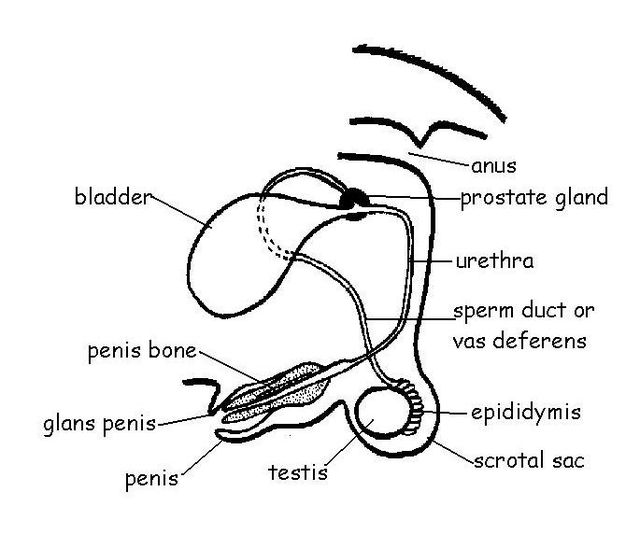 anus
bladder
prostate gland
urethra
sperm duct or
vas deferens
penis bone
glans penis
epididymis
scrotal sac
testis
penis